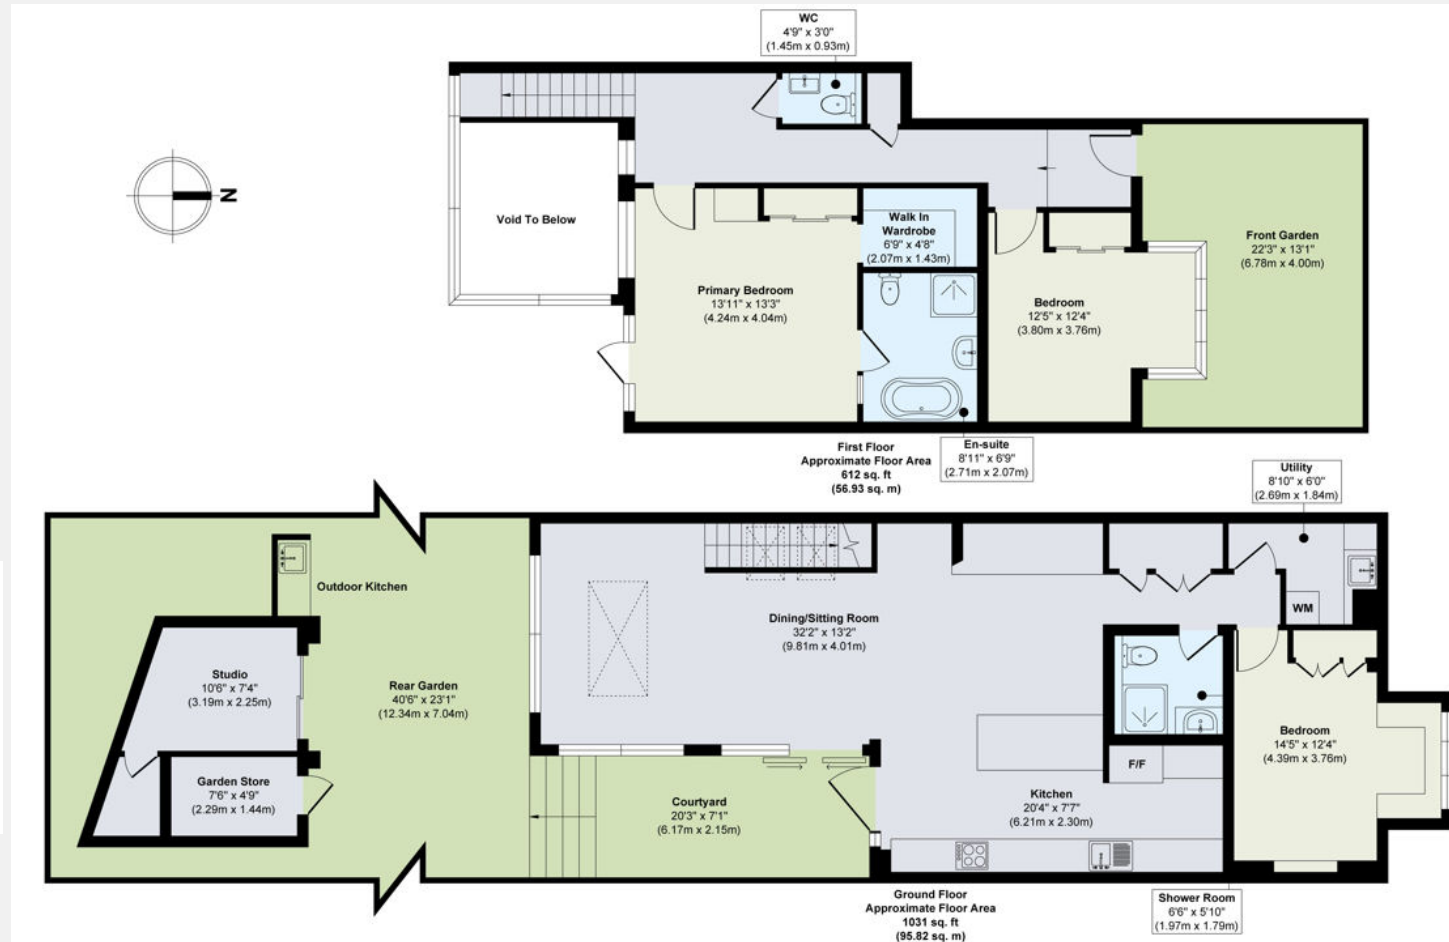 WC
4'9" x 3'0"
(1.45m x 0.93m)
N
Void To Below
Walk In
Wardrobe
6'9" x 4'8"
(2.07m x 1.43m)
Front Garden
22'3" x 13'1"
(6.78m x 4.00m)
Primary Bedroom
13'11" x 13'3"
(4.24m x 4.04m)
Bedroom
12'5" x 12'4"
(3.80m x 3.76m)
First Floor
Approximate Floor Area
612 sq. ft
(56.93 sq. m)
En-suite
8'11" x 6'9"
(2.71m x 2.07m)
Utility
8'10" x 6'0"
(2.69m x 1.84m)
Outdoor Kitchen
Dining/Sitting Room
32'2" x 13'2"
(9.81m x 4.01m)
WM
Studio
10'6" x 7'4"
(3.19m x 2.25m)
Rear Garden
40'6" x 23'1"
(12.34m x 7.04m)
Bedroom
14'5" x 12'4"
(4.39m x 3.76m)
F/F
Garden Store
7'6" x 4'9"
(2.29m x 1.44m)
Courtyard
20'3" x 7'1"
(6.17m x 2.15m)
Kitchen
20'4" x 7'7"
(6.21m x 2.30m)
Ground Floor
Approximate Floor Area
1031 sq. ft
(95.82 sq. m)
Shower Room
6'6" x 5'10"
(1.97m x 1.79m)